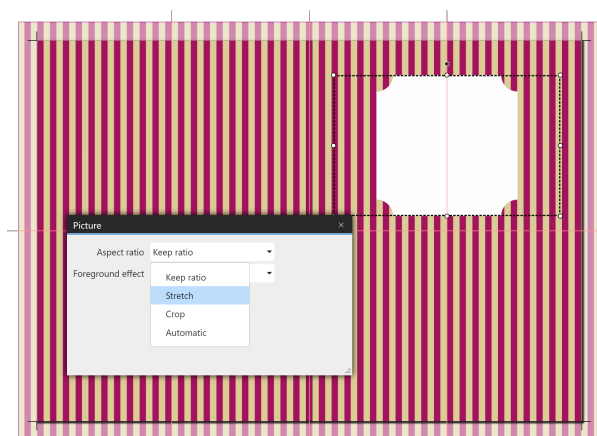 Picture
Aspect ratio Keep ratio
Foreground effect
Keep ratio
Stretch
Crop
Automatic